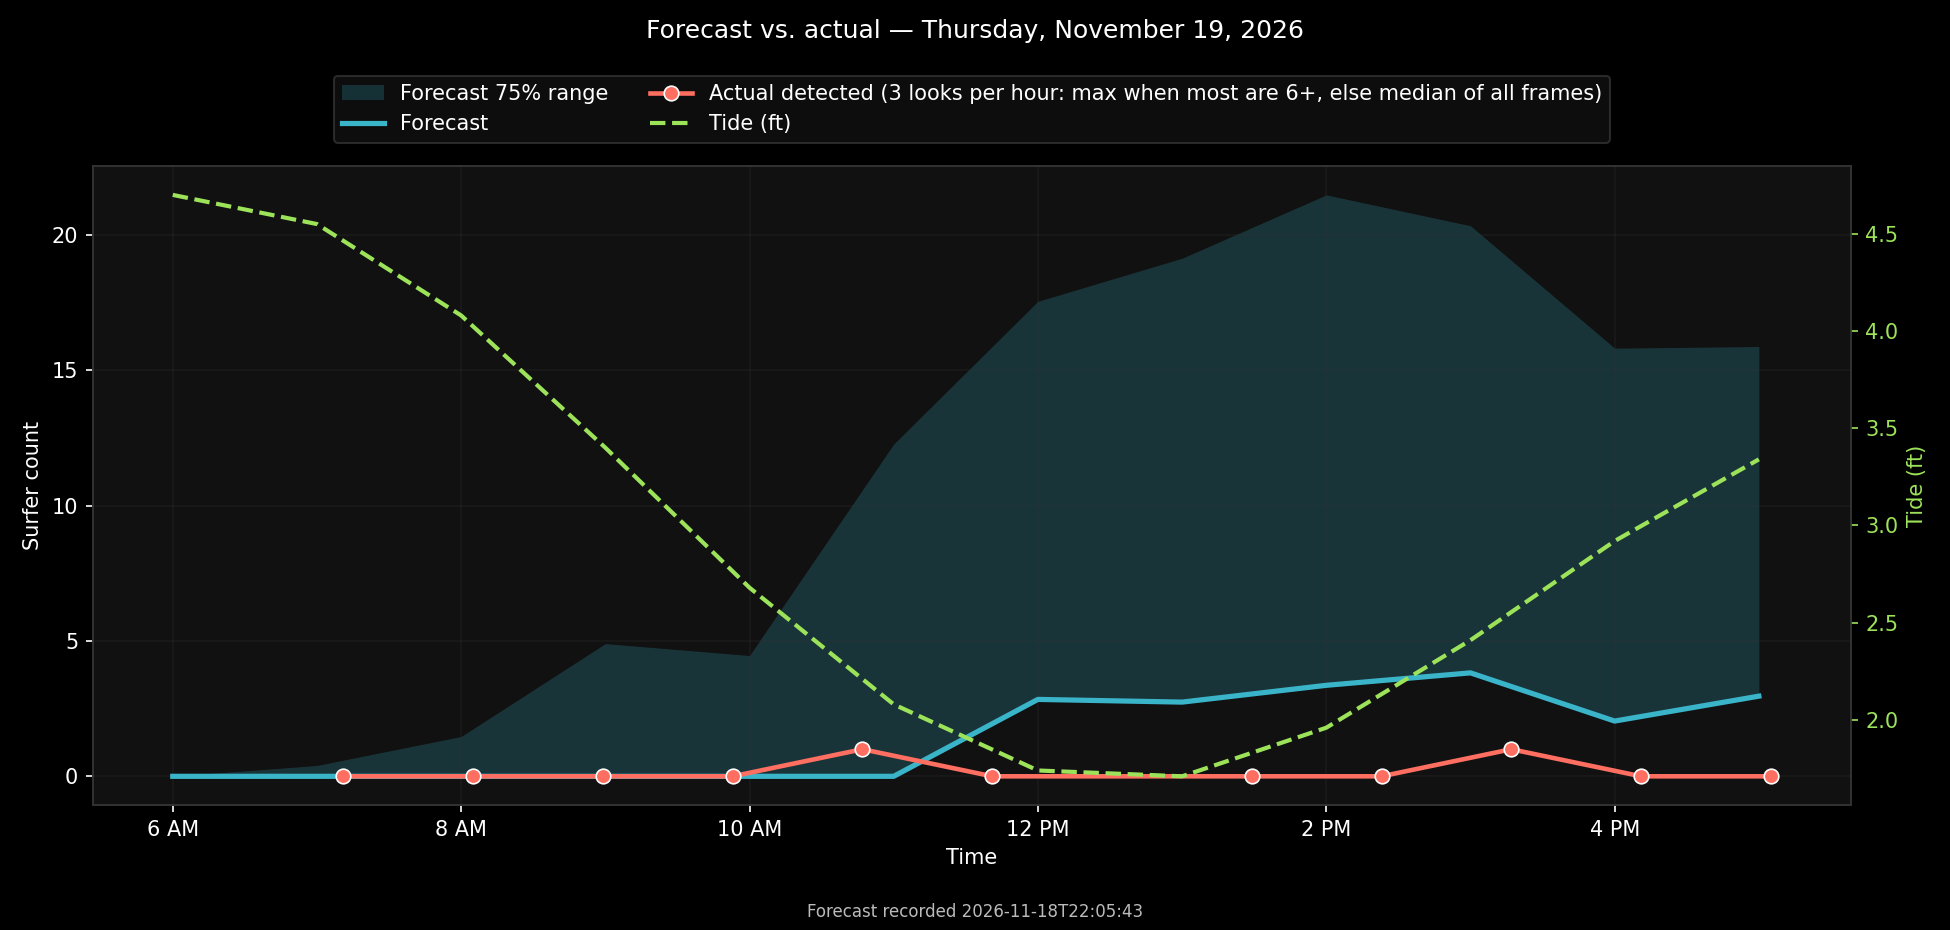 Forecast vs. actual — Thursday, November 19, 2026
Forecast 75% range
Forecast
Actual detected (3 looks per hour: max when most are 6+, else median of all frames)
Tide (ft)
Surfer count
20
15
10
5
0
4.5
4.0
3.5
3.0
2.5
2.0
Tide (ft)
6 AM
8 AM
10 AM
12 PM
2 PM
4 PM
Time
Forecast recorded 2026-11-18T22:05:43